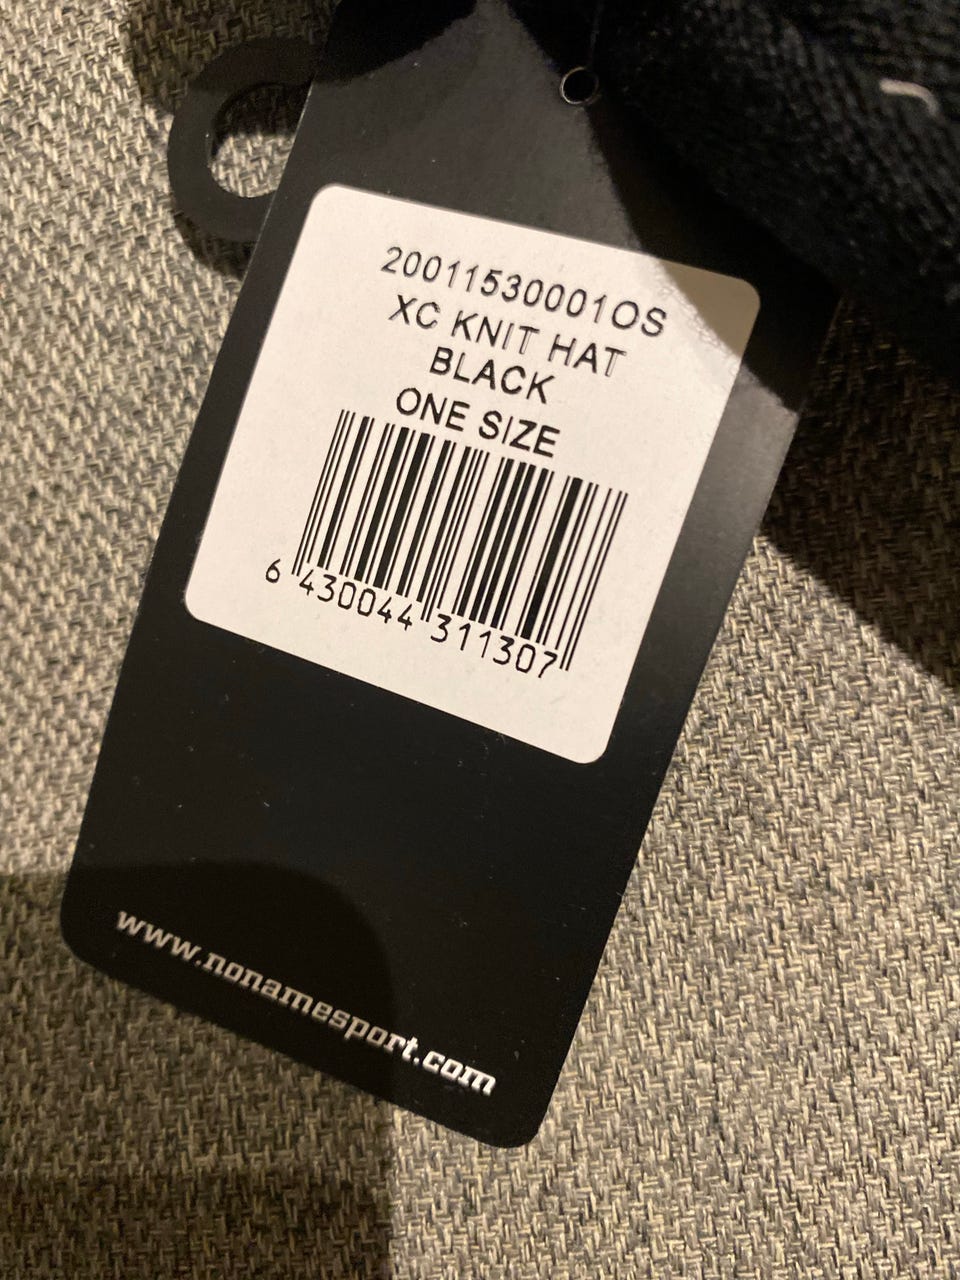 20011530001OS
XC KNIT HAT
BLACK
ONE SIZE
6 430044 311307
www.nonamesport.com